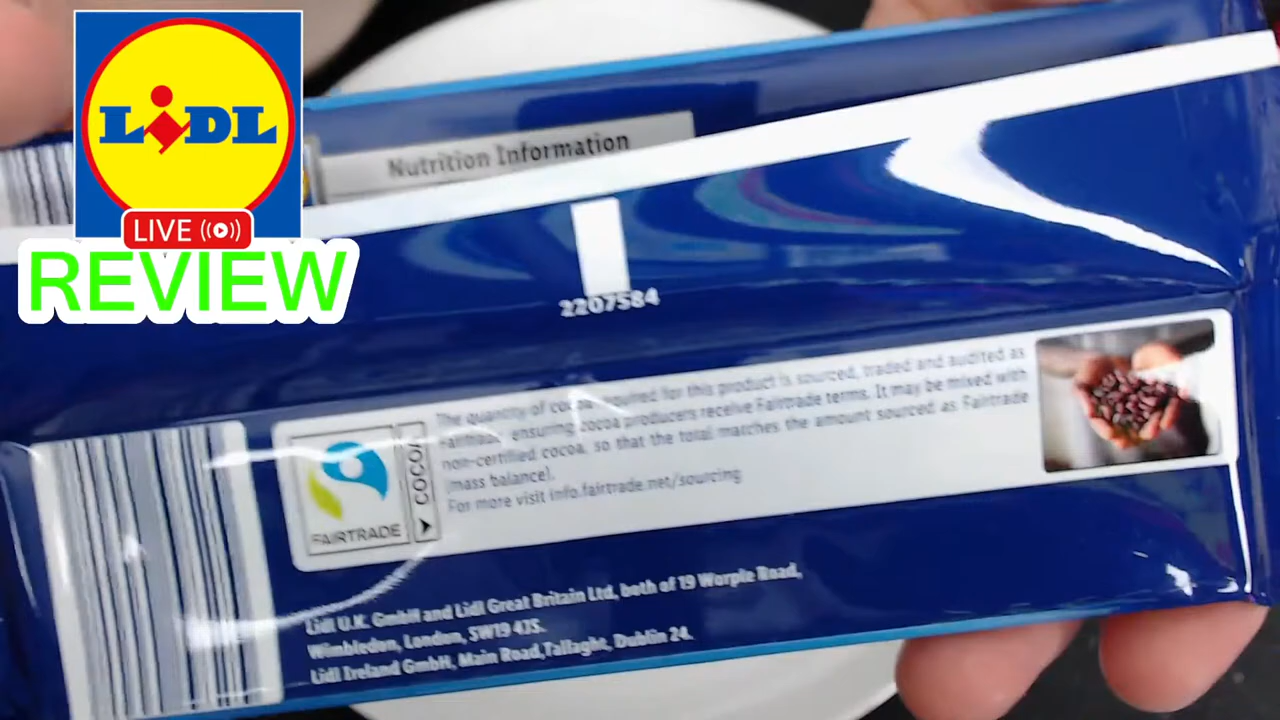 LIDL
LIVE
REVIEW
Nutrition Information
2207584
FAIRTRADE
COCOA
The quantity of cocoa required for this product is sourced, traded and audited as
Fairtrade, ensuring cocoa producers receive Fairtrade terms. It may be mixed with
non-certified cocoa, so that the total matches the amount sourced as Fairtrade
(mass balance).
For more visit info.fairtrade.net/sourcing
Lidl U.K. GmbH and Lidl Great Britain Ltd, both of 19 Worple Road,
Wimbledon, London, SW19 4JS.
Lidl Ireland GmbH, Main Road,Tallaght, Dublin 24.